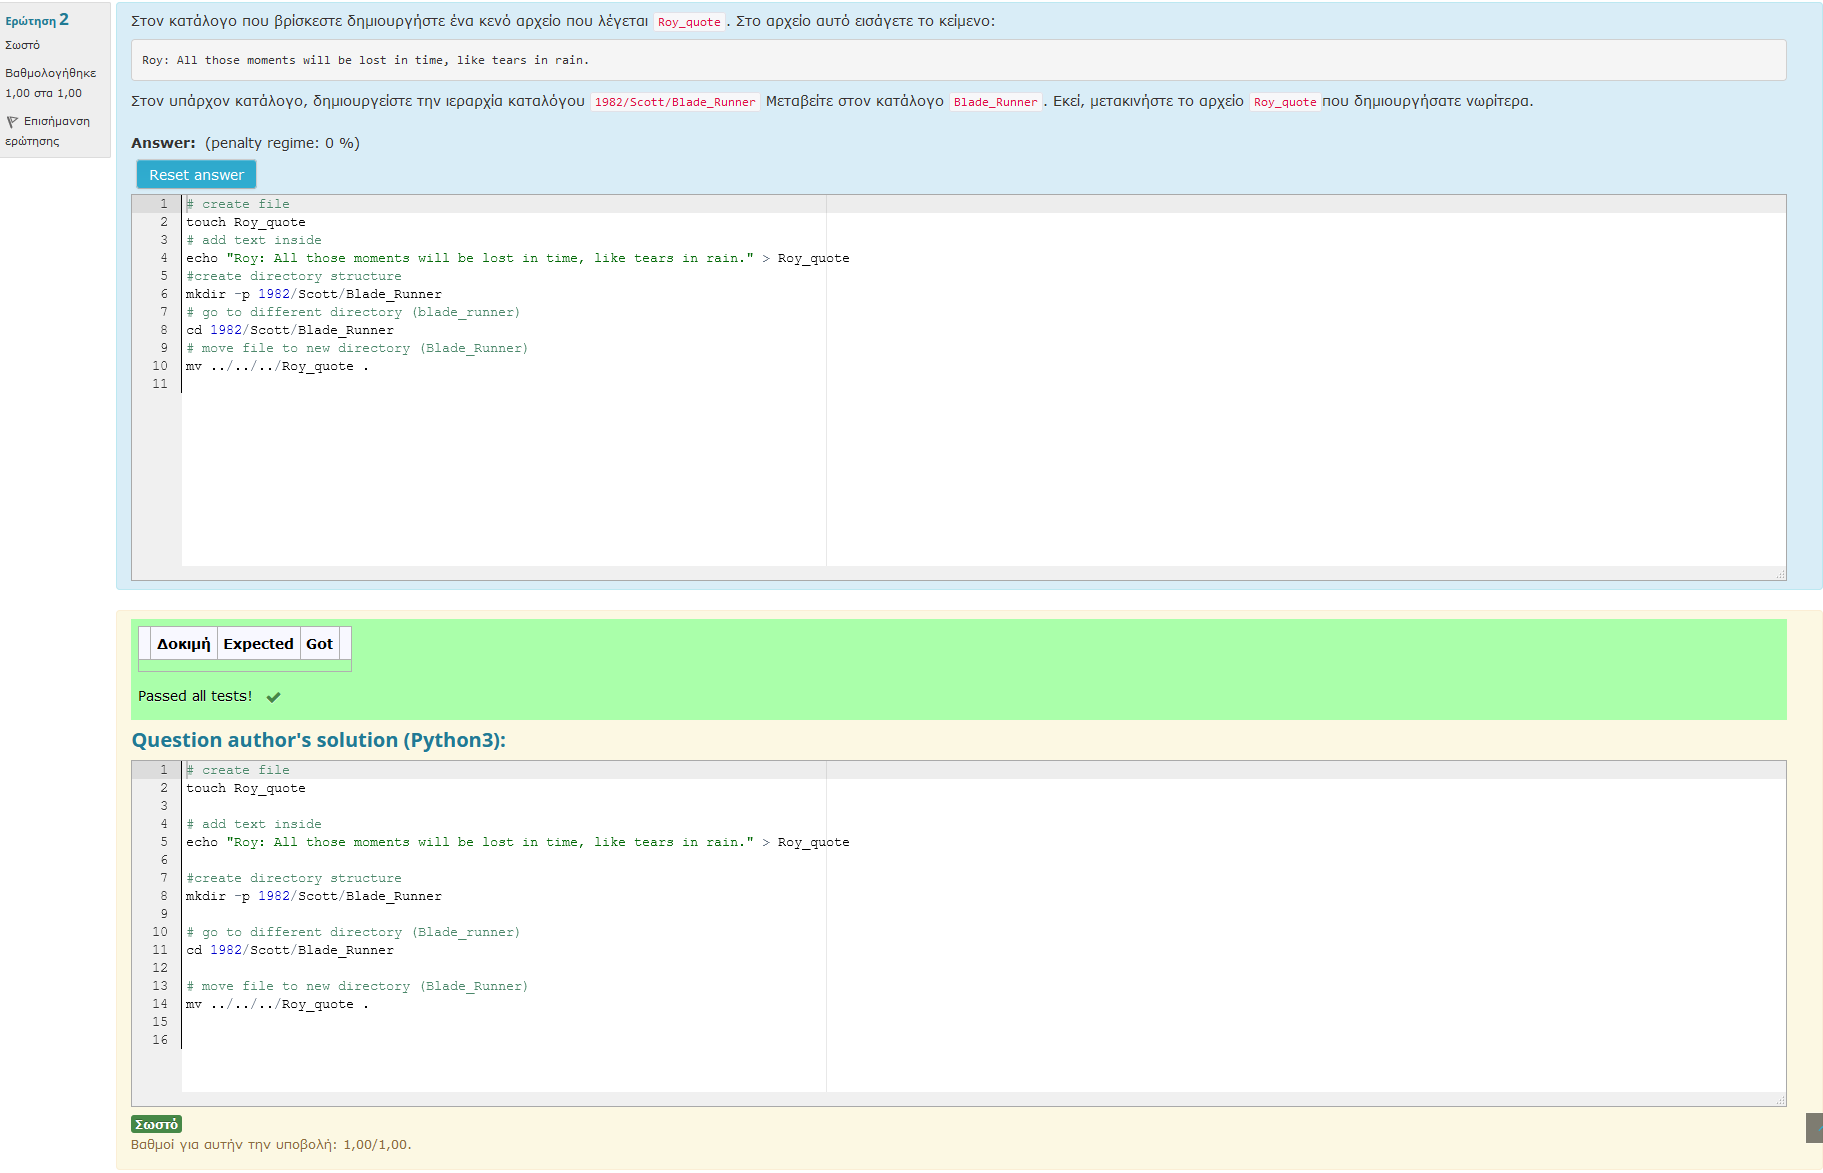 Ερώτηση 2
Σωστό
Βαθμολογήθηκε
1,00 στα 1,00
Επισήμανση
ερώτησης
Στον κατάλογο που βρίσκεστε δημιουργήστε ένα κενό αρχείο που λέγεται Roy_quote . Στο αρχείο αυτό εισάγετε το κείμενο:
Roy: All those moments will be lost in time, like tears in rain.
Στον υπάρχον κατάλογο, δημιουργείστε την ιεραρχία καταλόγου 1982/Scott/Blade_Runner Μεταβείτε στον κατάλογο Blade_Runner . Εκεί, μετακινήστε το αρχείο Roy_quote που δημιουργήσατε νωρίτερα.
Answer: (penalty regime: 0 %)
Reset answer
1 # create file
2 touch Roy_quote
3 # add text inside
4 echo "Roy: All those moments will be lost in time, like tears in rain." > Roy_quote
5 #create directory structure
6 mkdir -p 1982/Scott/Blade_Runner
7 # go to different directory (blade_runner)
8 cd 1982/Scott/Blade_Runner
9 # move file to new directory (Blade_Runner)
10 mv ../../../Roy_quote .
11
Δοκιμή Expected Got
Passed all tests!
Question author's solution (Python3):
1 # create file
2 touch Roy_quote
3
4 # add text inside
5 echo "Roy: All those moments will be lost in time, like tears in rain." > Roy_quote
6
7 #create directory structure
8 mkdir -p 1982/Scott/Blade_Runner
9
10 # go to different directory (Blade_runner)
11 cd 1982/Scott/Blade_Runner
12
13 # move file to new directory (Blade_Runner)
14 mv ../../../Roy_quote .
15
16
Σωστό
Βαθμοί για αυτήν την υποβολή: 1,00/1,00.